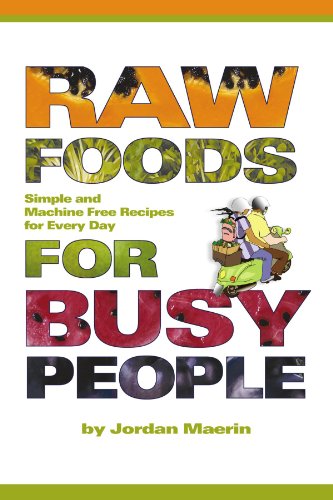 RAW
FOODS
Simple and
Machine Free Recipes
for Every Day
FOR
BUSY
PEOPLE
by Jordan Maerin